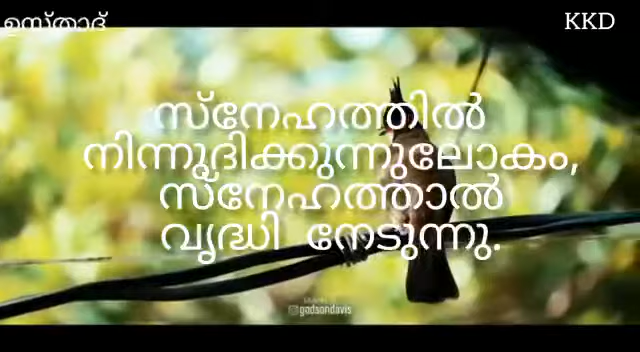 ഉസ്താദ് KKD
സ്നേഹത്തിൽ
നിന്നുദിക്കുന്നുലോകം,
സ്നേഹത്താൽ
വൃദ്ധി നേടുന്നു.
godsondavis